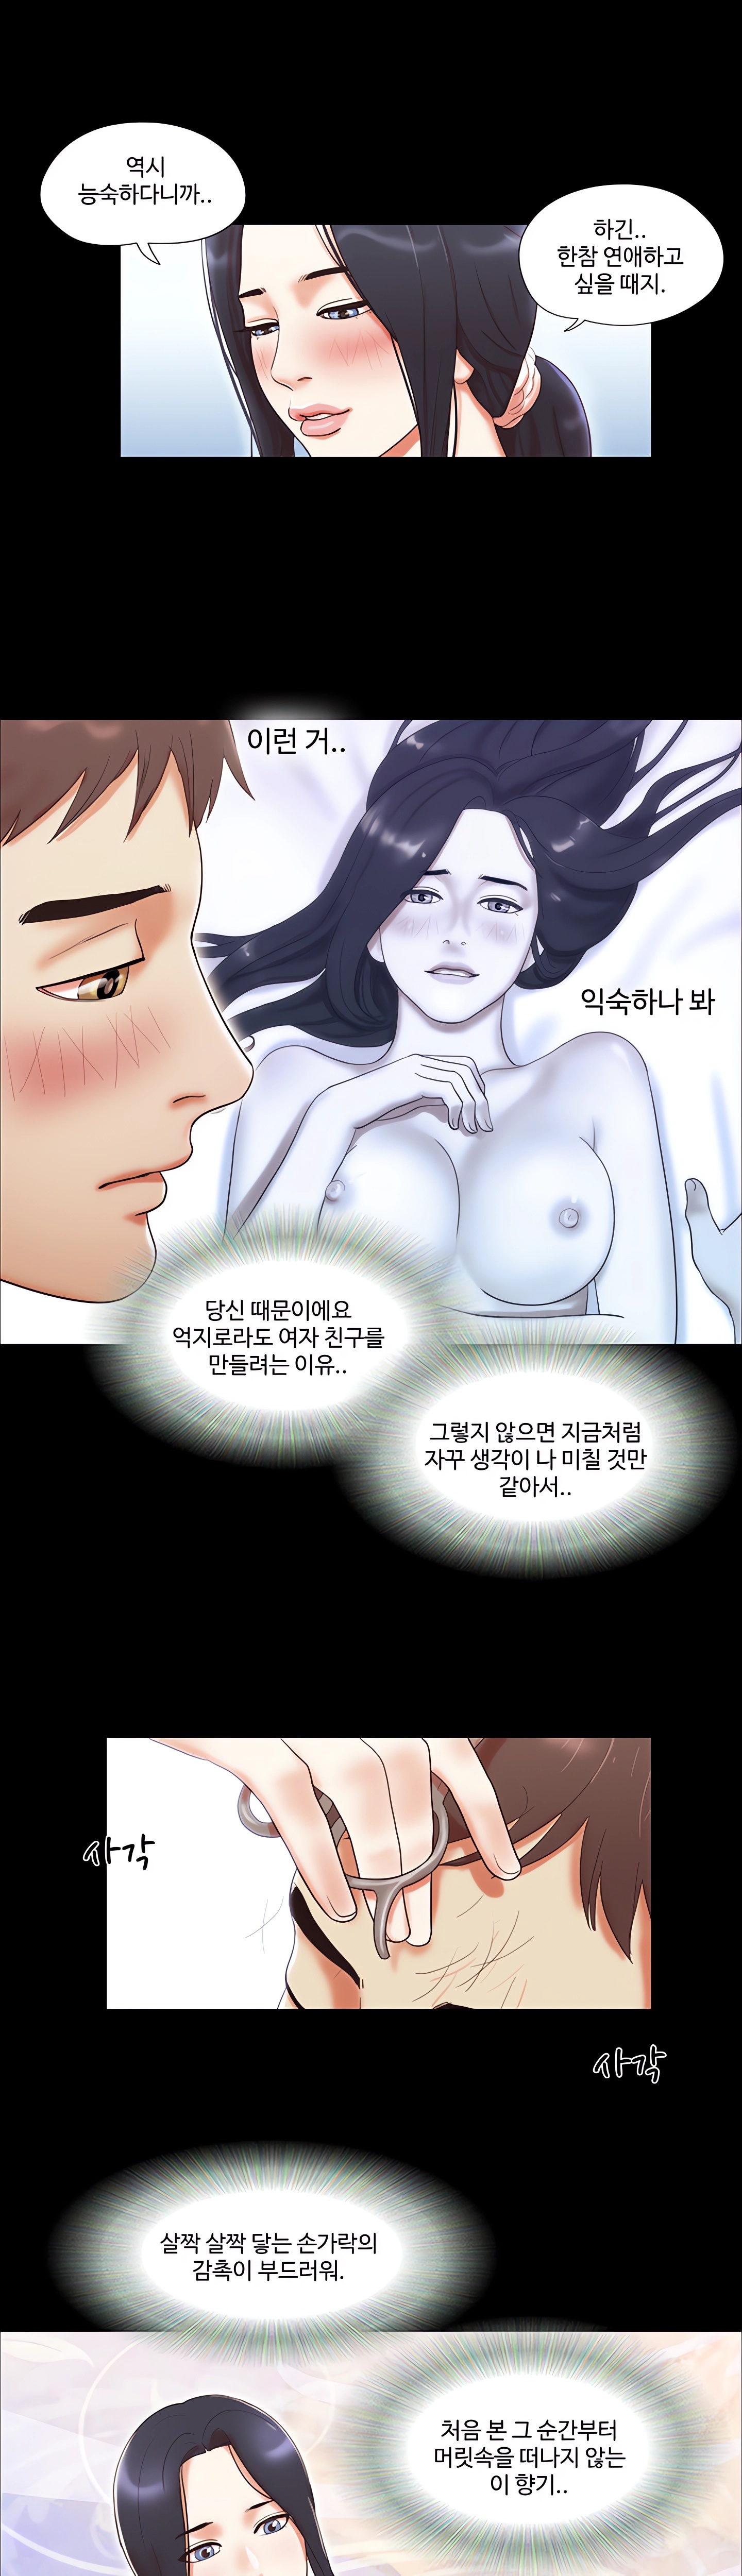 역시
능숙하다니까..
하긴..
한참 연애하고
싶을 때지.
이런 거..
익숙하나 봐
당신 때문이에요
억지로라도 여자 친구를
만들려는 이유..
그렇지 않으면 지금처럼
자꾸 생각이 나 미칠 것만
같아서..
사각
사각
살짝 살짝 닿는 손가락의
감촉이 부드러워.
처음 본 그 순간부터
머릿속을 떠나지 않는
이 향기..